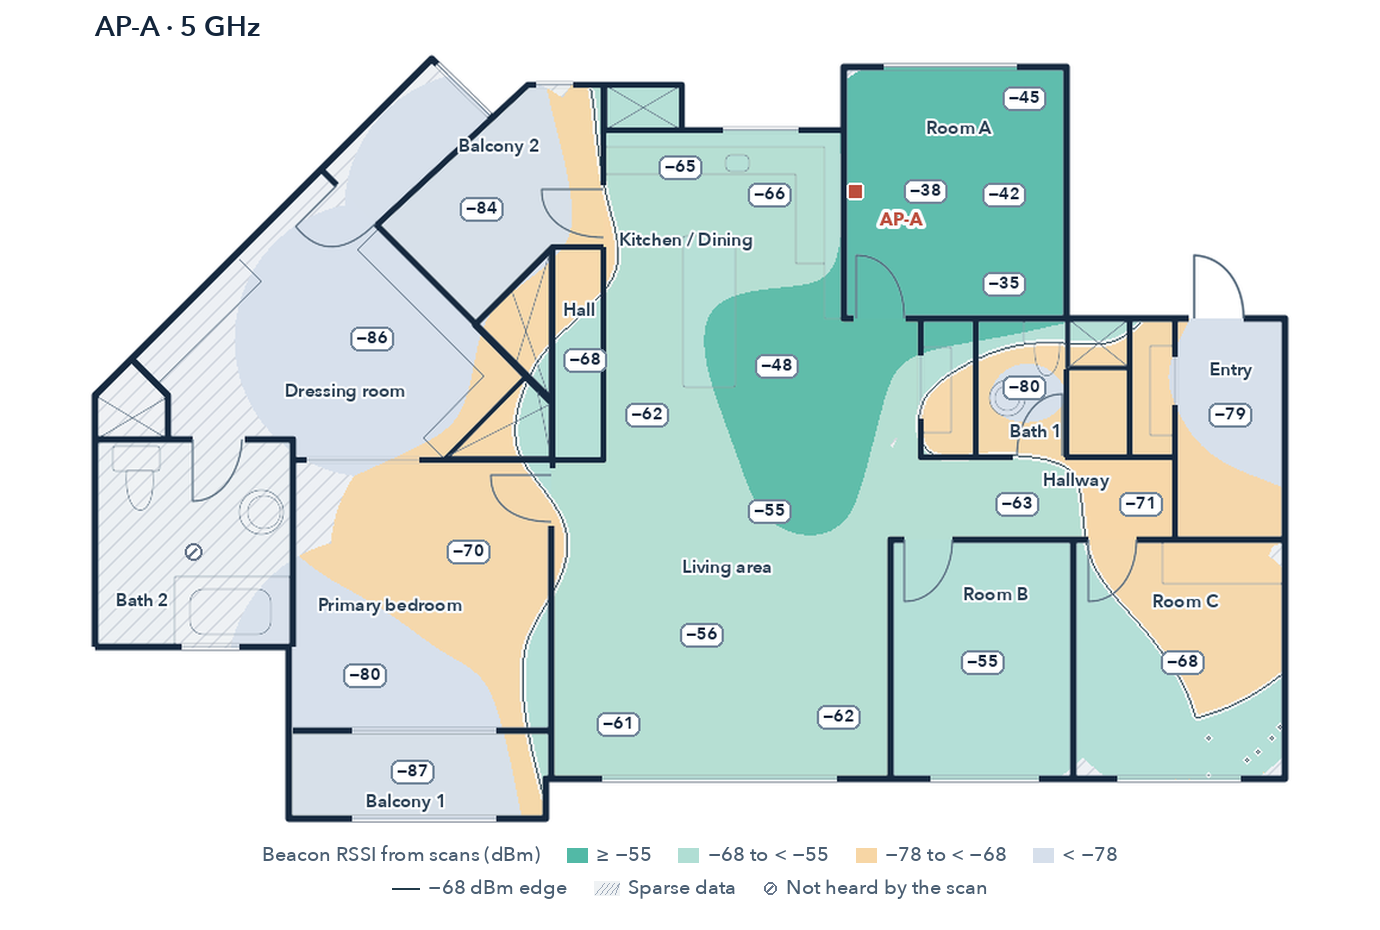 AP-A · 5 GHz
−45
Room A
Balcony 2
−65
−66
−38
−42
−84
AP-A
Kitchen / Dining
−35
Hall
−86
−68
−48
Entry
Dressing room
−80
−62
−79
Bath 1
Hallway
−55
−63
−71
−70
Living area
Bath 2
Primary bedroom
Room B
Room C
−56
−80
−55
−68
−61
−62
−87
Balcony 1
Beacon RSSI from scans (dBm) ≥ −55 −68 to < −55 −78 to < −68 < −78
−68 dBm edge Sparse data Not heard by the scan